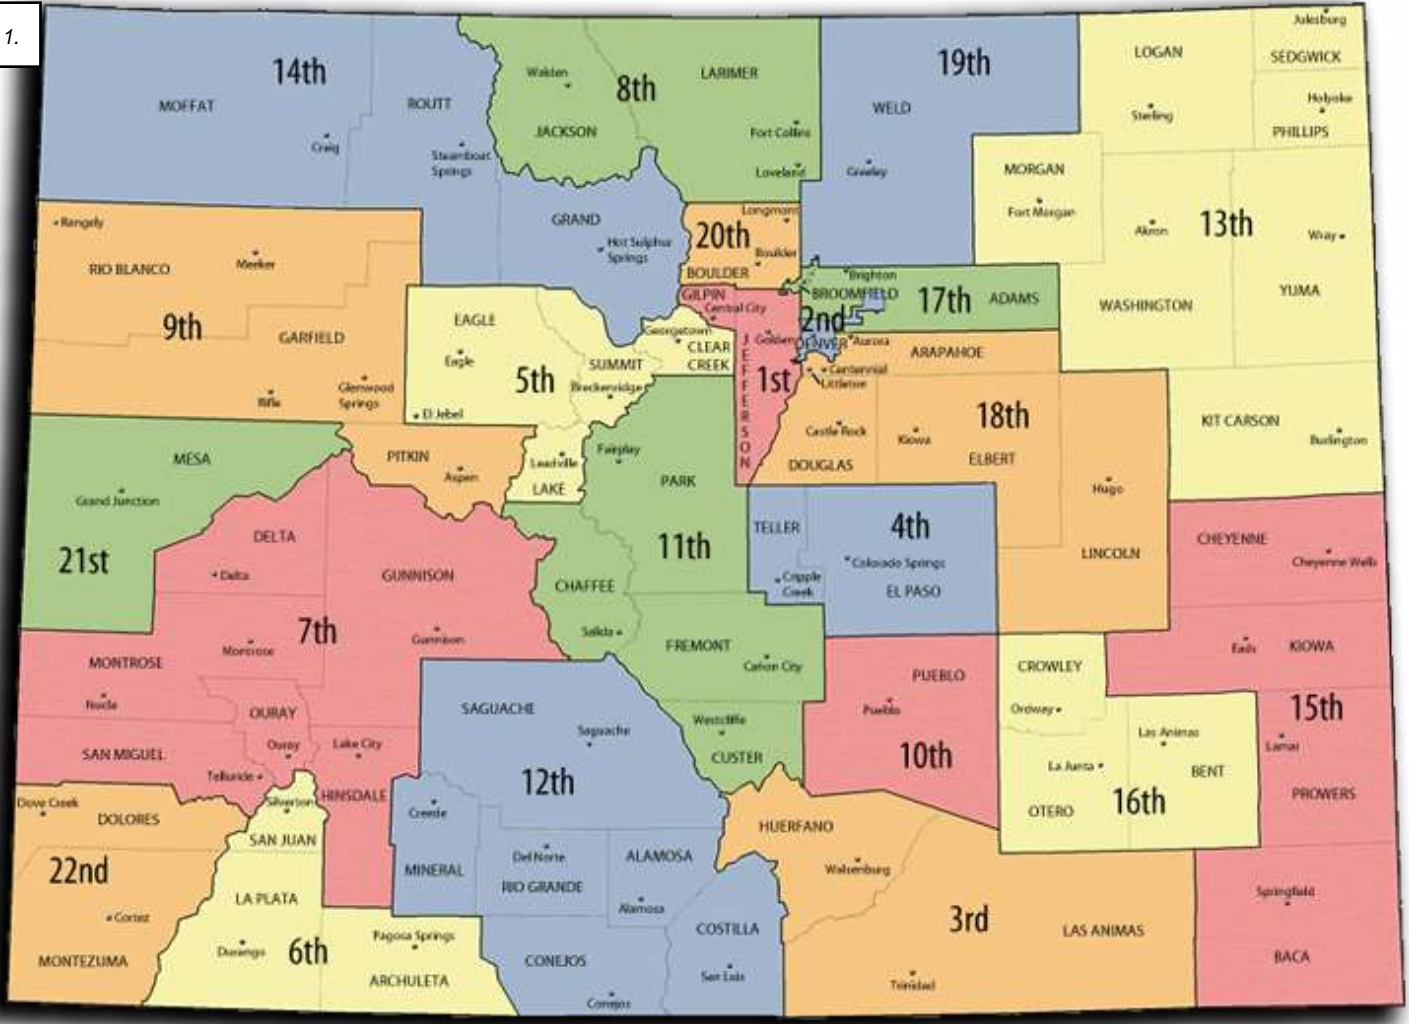 1.
14th
8th
19th
MOFFAT
ROUTT
Craig
Steamboat
Springs
Walden
JACKSON
LARIMER
Fort Collins
Loveland
WELD
Greeley
LOGAN
Sterling
Julesburg
SEDGWICK
Holyoke
PHILLIPS
MORGAN
Fort Morgan
13th
Akron
Wray
WASHINGTON
YUMA
GRAND
Hot Sulphur
Springs
20th
Longmont
Boulder
BOULDER
Rangely
RIO BLANCO
Meeker
9th
GARFIELD
Rifle
Glenwood
Springs
EAGLE
Eagle
El Jebel
5th
SUMMIT
Breckenridge
GILPIN
Central City
Georgetown
CLEAR
CREEK
JEFFERSON
Golden
1st
Brighton
BROOMFIELD
17th
ADAMS
2nd
DENVER
Aurora
ARAPAHOE
Centennial
Littleton
18th
Castle Rock
DOUGLAS
Kiowa
ELBERT
Hugo
LINCOLN
KIT CARSON
Burlington
MESA
Grand Junction
21st
PITKIN
Aspen
Leadville
LAKE
Fairplay
PARK
11th
CHAFFEE
Salida
FREMONT
Cañon City
Westcliffe
CUSTER
TELLER
Cripple
Creek
4th
Colorado Springs
EL PASO
CHEYENNE
Cheyenne Wells
Eads
KIOWA
15th
Lamar
PROWERS
Springfield
BACA
DELTA
Delta
GUNNISON
Gunnison
7th
MONTROSE
Montrose
Nucla
OURAY
Ouray
SAN MIGUEL
Telluride
Lake City
HINSDALE
SAGUACHE
Saguache
12th
Creede
MINERAL
Del Norte
RIO GRANDE
ALAMOSA
Alamosa
COSTILLA
San Luis
CONEJOS
Conejos
PUEBLO
Pueblo
10th
CROWLEY
Ordway
Las Animas
La Junta
BENT
OTERO
16th
HUERFANO
Walsenburg
3rd
LAS ANIMAS
Trinidad
Dove Creek
DOLORES
22nd
Cortez
MONTEZUMA
Silverton
SAN JUAN
LA PLATA
Durango
6th
Pagosa Springs
ARCHULETA